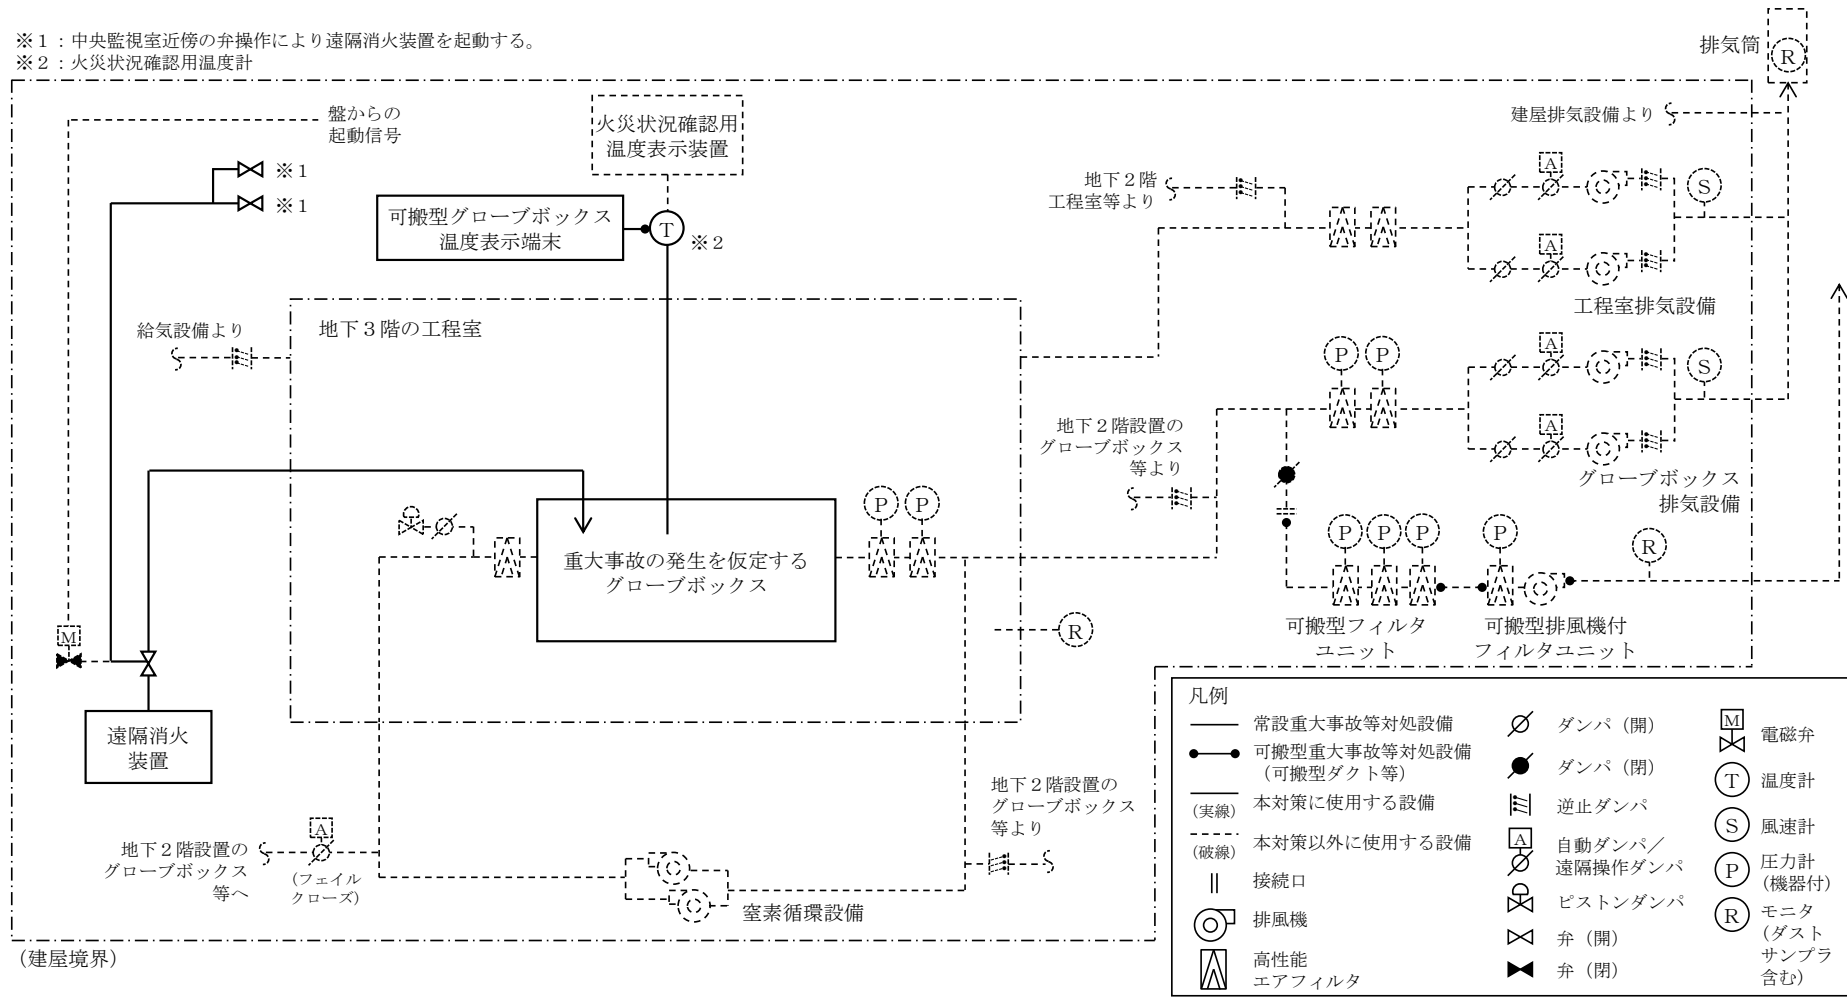 ※１：中央監視室近傍の弁操作により遠隔消火装置を起動する。
※２：火災状況確認用温度計
排気筒
R
盤からの
起動信号
火災状況確認用
温度表示装置
建屋排気設備より
※１
※１
可搬型グローブボックス
温度表示端末
T
※２
地下２階
工程室等より
A
S
A
工程室排気設備
給気設備より
地下３階の工程室
P
P
A
S
A
地下２階設置の
グローブボックス
等より
グローブボックス
排気設備
P
P
P
P
P
P
R
重大事故の発生を仮定する
グローブボックス
R
M
可搬型フィルタ
ユニット
可搬型排風機付
フィルタユニット
遠隔消火
装置
地下２階設置の
グローブボックス
等より
A
地下２階設置の
グローブボックス
等へ
（フェイル
クローズ）
窒素循環設備
（建屋境界）
凡例
常設重大事故等対処設備
可搬型重大事故等対処設備
（可搬型ダクト等）
（実線）
本対策に使用する設備
（破線）
本対策以外に使用する設備
接続口
排風機
高性能
エアフィルタ
ダンパ（開）
ダンパ（閉）
逆止ダンパ
A
自動ダンパ／
遠隔操作ダンパ
ピストンダンパ
弁（開）
弁（閉）
M
電磁弁
T
温度計
S
風速計
P
圧力計
（機器付）
R
モニタ
（ダスト
サンプラ
含む）